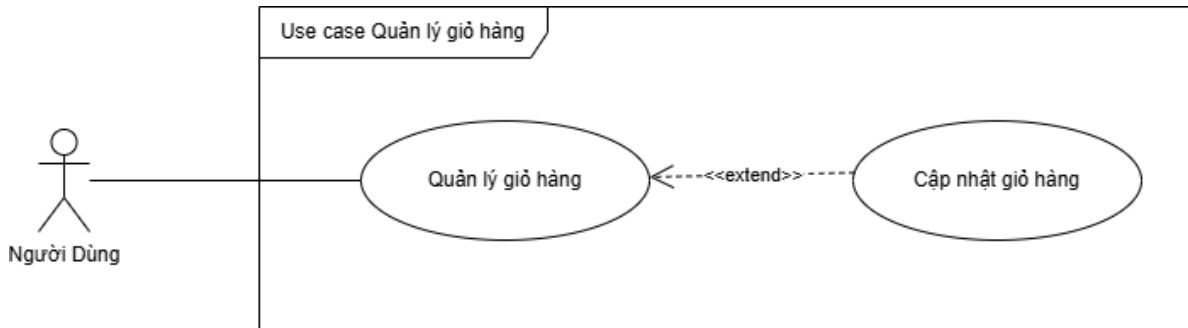 Use case Quản lý giỏ hàng
Quản lý giỏ hàng
<<extend>>
Cập nhật giỏ hàng
Người Dùng